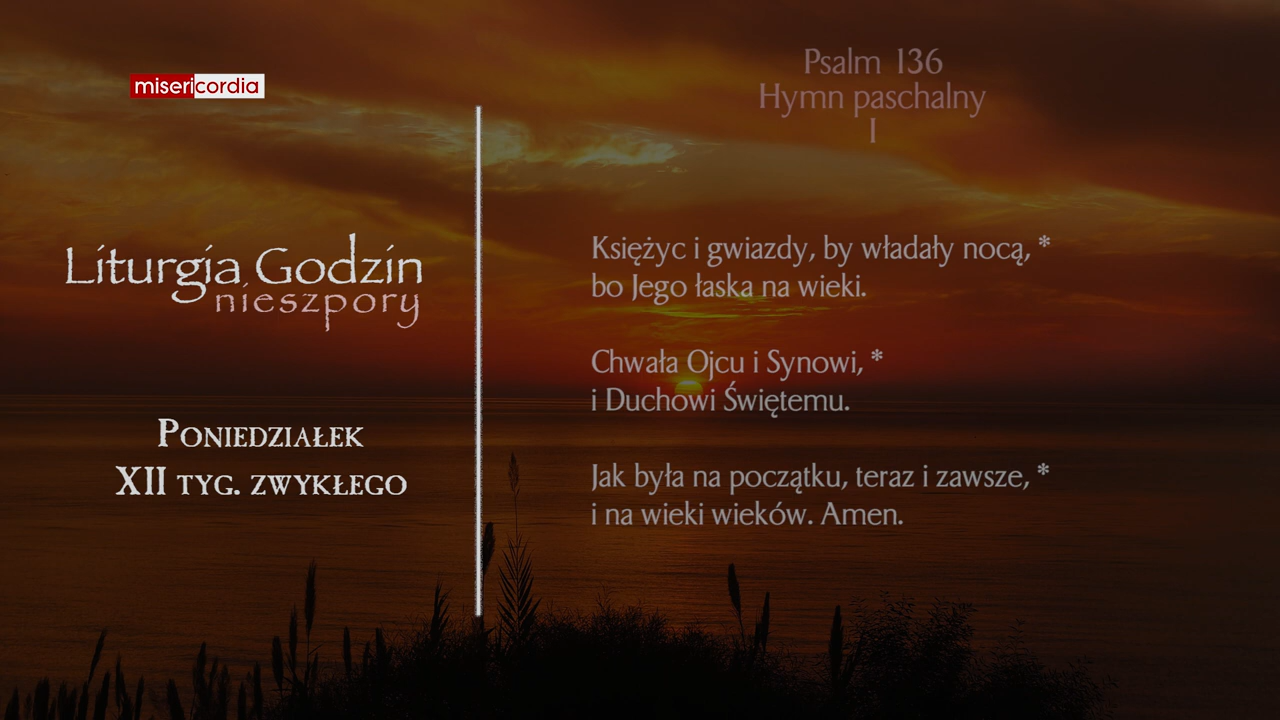 misericordia
Liturgia Godzin
nieszpory
Poniedziałek
XII tyg. zwykłego
Psalm 136
Hymn paschalny
I
Księżyc i gwiazdy, by władały nocą, *
bo Jego łaska na wieki.
Chwała Ojcu i Synowi, *
i Duchowi Świętemu.
Jak była na początku, teraz i zawsze, *
i na wieki wieków. Amen.